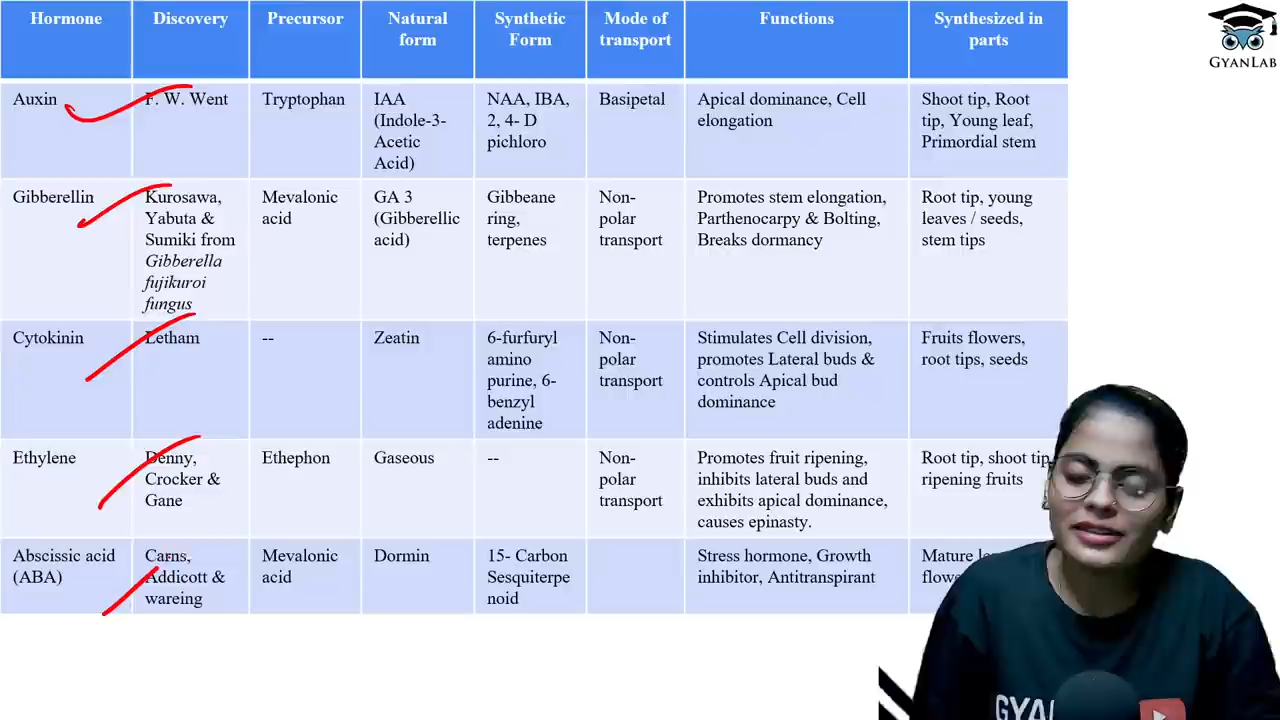 Hormone
Discovery
Precursor
Natural
form
Synthetic
Form
Mode of
transport
Functions
Synthesized in
parts
GYANLAB
Auxin
F. W. Went
Tryptophan
IAA
(Indole-3-
Acetic
Acid)
NAA, IBA,
2, 4- D
pichloro
Basipetal
Apical dominance, Cell
elongation
Shoot tip, Root
tip, Young leaf,
Primordial stem
Gibberellin
Kurosawa,
Yabuta &
Sumiki from
Gibberella
fujikuroi
fungus
Mevalonic
acid
GA 3
(Gibberellic
acid)
Gibbeane
ring,
terpenes
Non-
polar
transport
Promotes stem elongation,
Parthenocarpy & Bolting,
Breaks dormancy
Root tip, young
leaves / seeds,
stem tips
Cytokinin
Letham
--
Zeatin
6-furfuryl
amino
purine, 6-
benzyl
adenine
Non-
polar
transport
Stimulates Cell division,
promotes Lateral buds &
controls Apical bud
dominance
Fruits flowers,
root tips, seeds
Ethylene
Denny,
Crocker &
Gane
Ethephon
Gaseous
--
Non-
polar
transport
Promotes fruit ripening,
inhibits lateral buds and
exhibits apical dominance,
causes epinasty.
Root tip, shoot tip,
ripening fruits
Abscissic acid
(ABA)
Carns,
Addicott &
wareing
Mevalonic
acid
Dormin
15- Carbon
Sesquiterpe
noid
Stress hormone, Growth
inhibitor, Antitranspirant
Mature